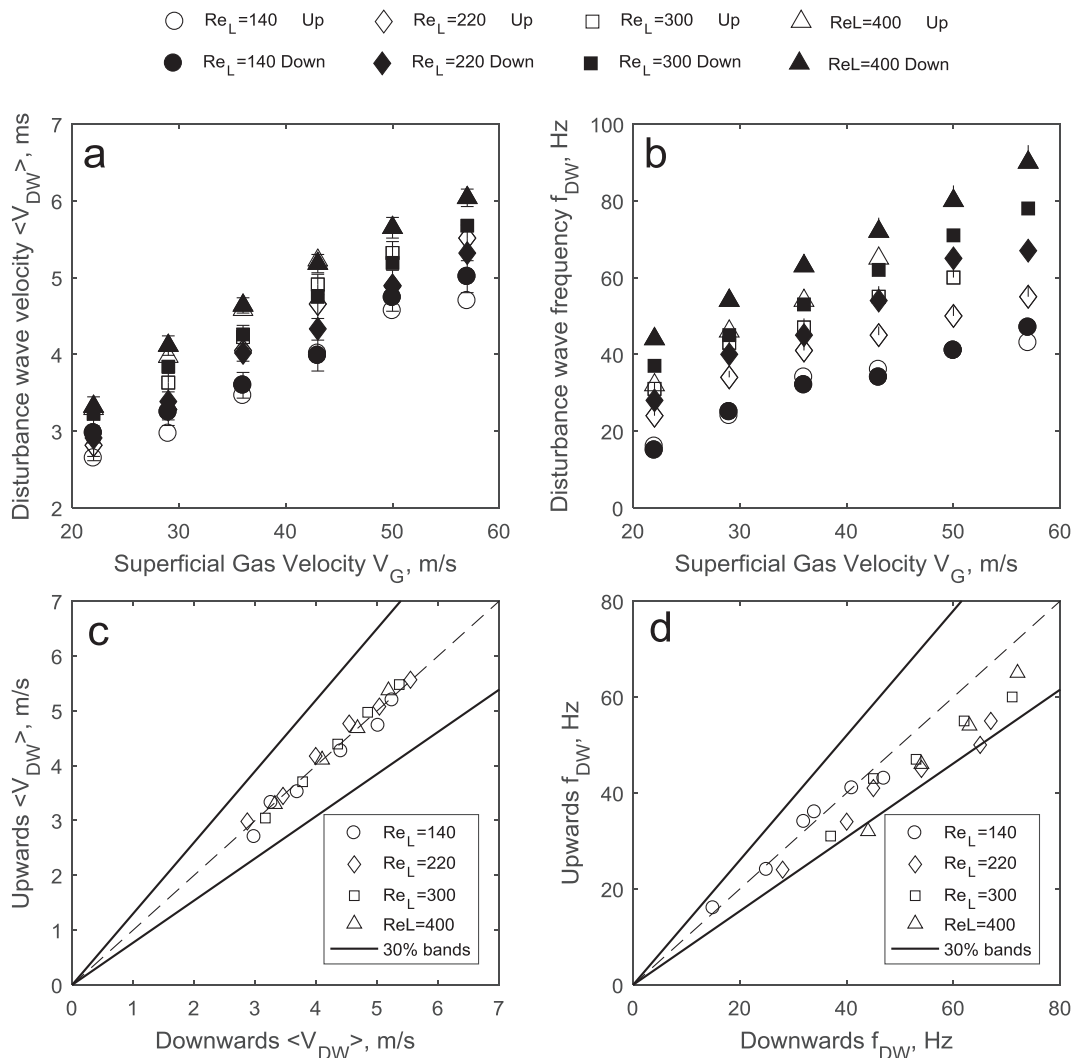 Re_L=140 Up Re_L=220 Up Re_L=300 Up ReL=400 Up
Re_L=140 Down Re_L=220 Down Re_L=300 Down ReL=400 Down
a
Disturbance wave velocity <V_DW>, ms
7
6
5
4
3
2
20 30 40 50 60
Superficial Gas Velocity V_G, m/s
b
Disturbance wave frequency f_DW, Hz
100
80
60
40
20
0
20 30 40 50 60
Superficial Gas Velocity V_G, m/s
c
Upwards <V_DW>, m/s
7
6
5
4
3
2
1
0
Re_L=140
Re_L=220
Re_L=300
ReL=400
30% bands
0 1 2 3 4 5 6 7
Downwards <V_DW>, m/s
d
Upwards f_DW, Hz
80
60
40
20
0
Re_L=140
Re_L=220
Re_L=300
ReL=400
30% bands
0 20 40 60 80
Downwards f_DW, Hz